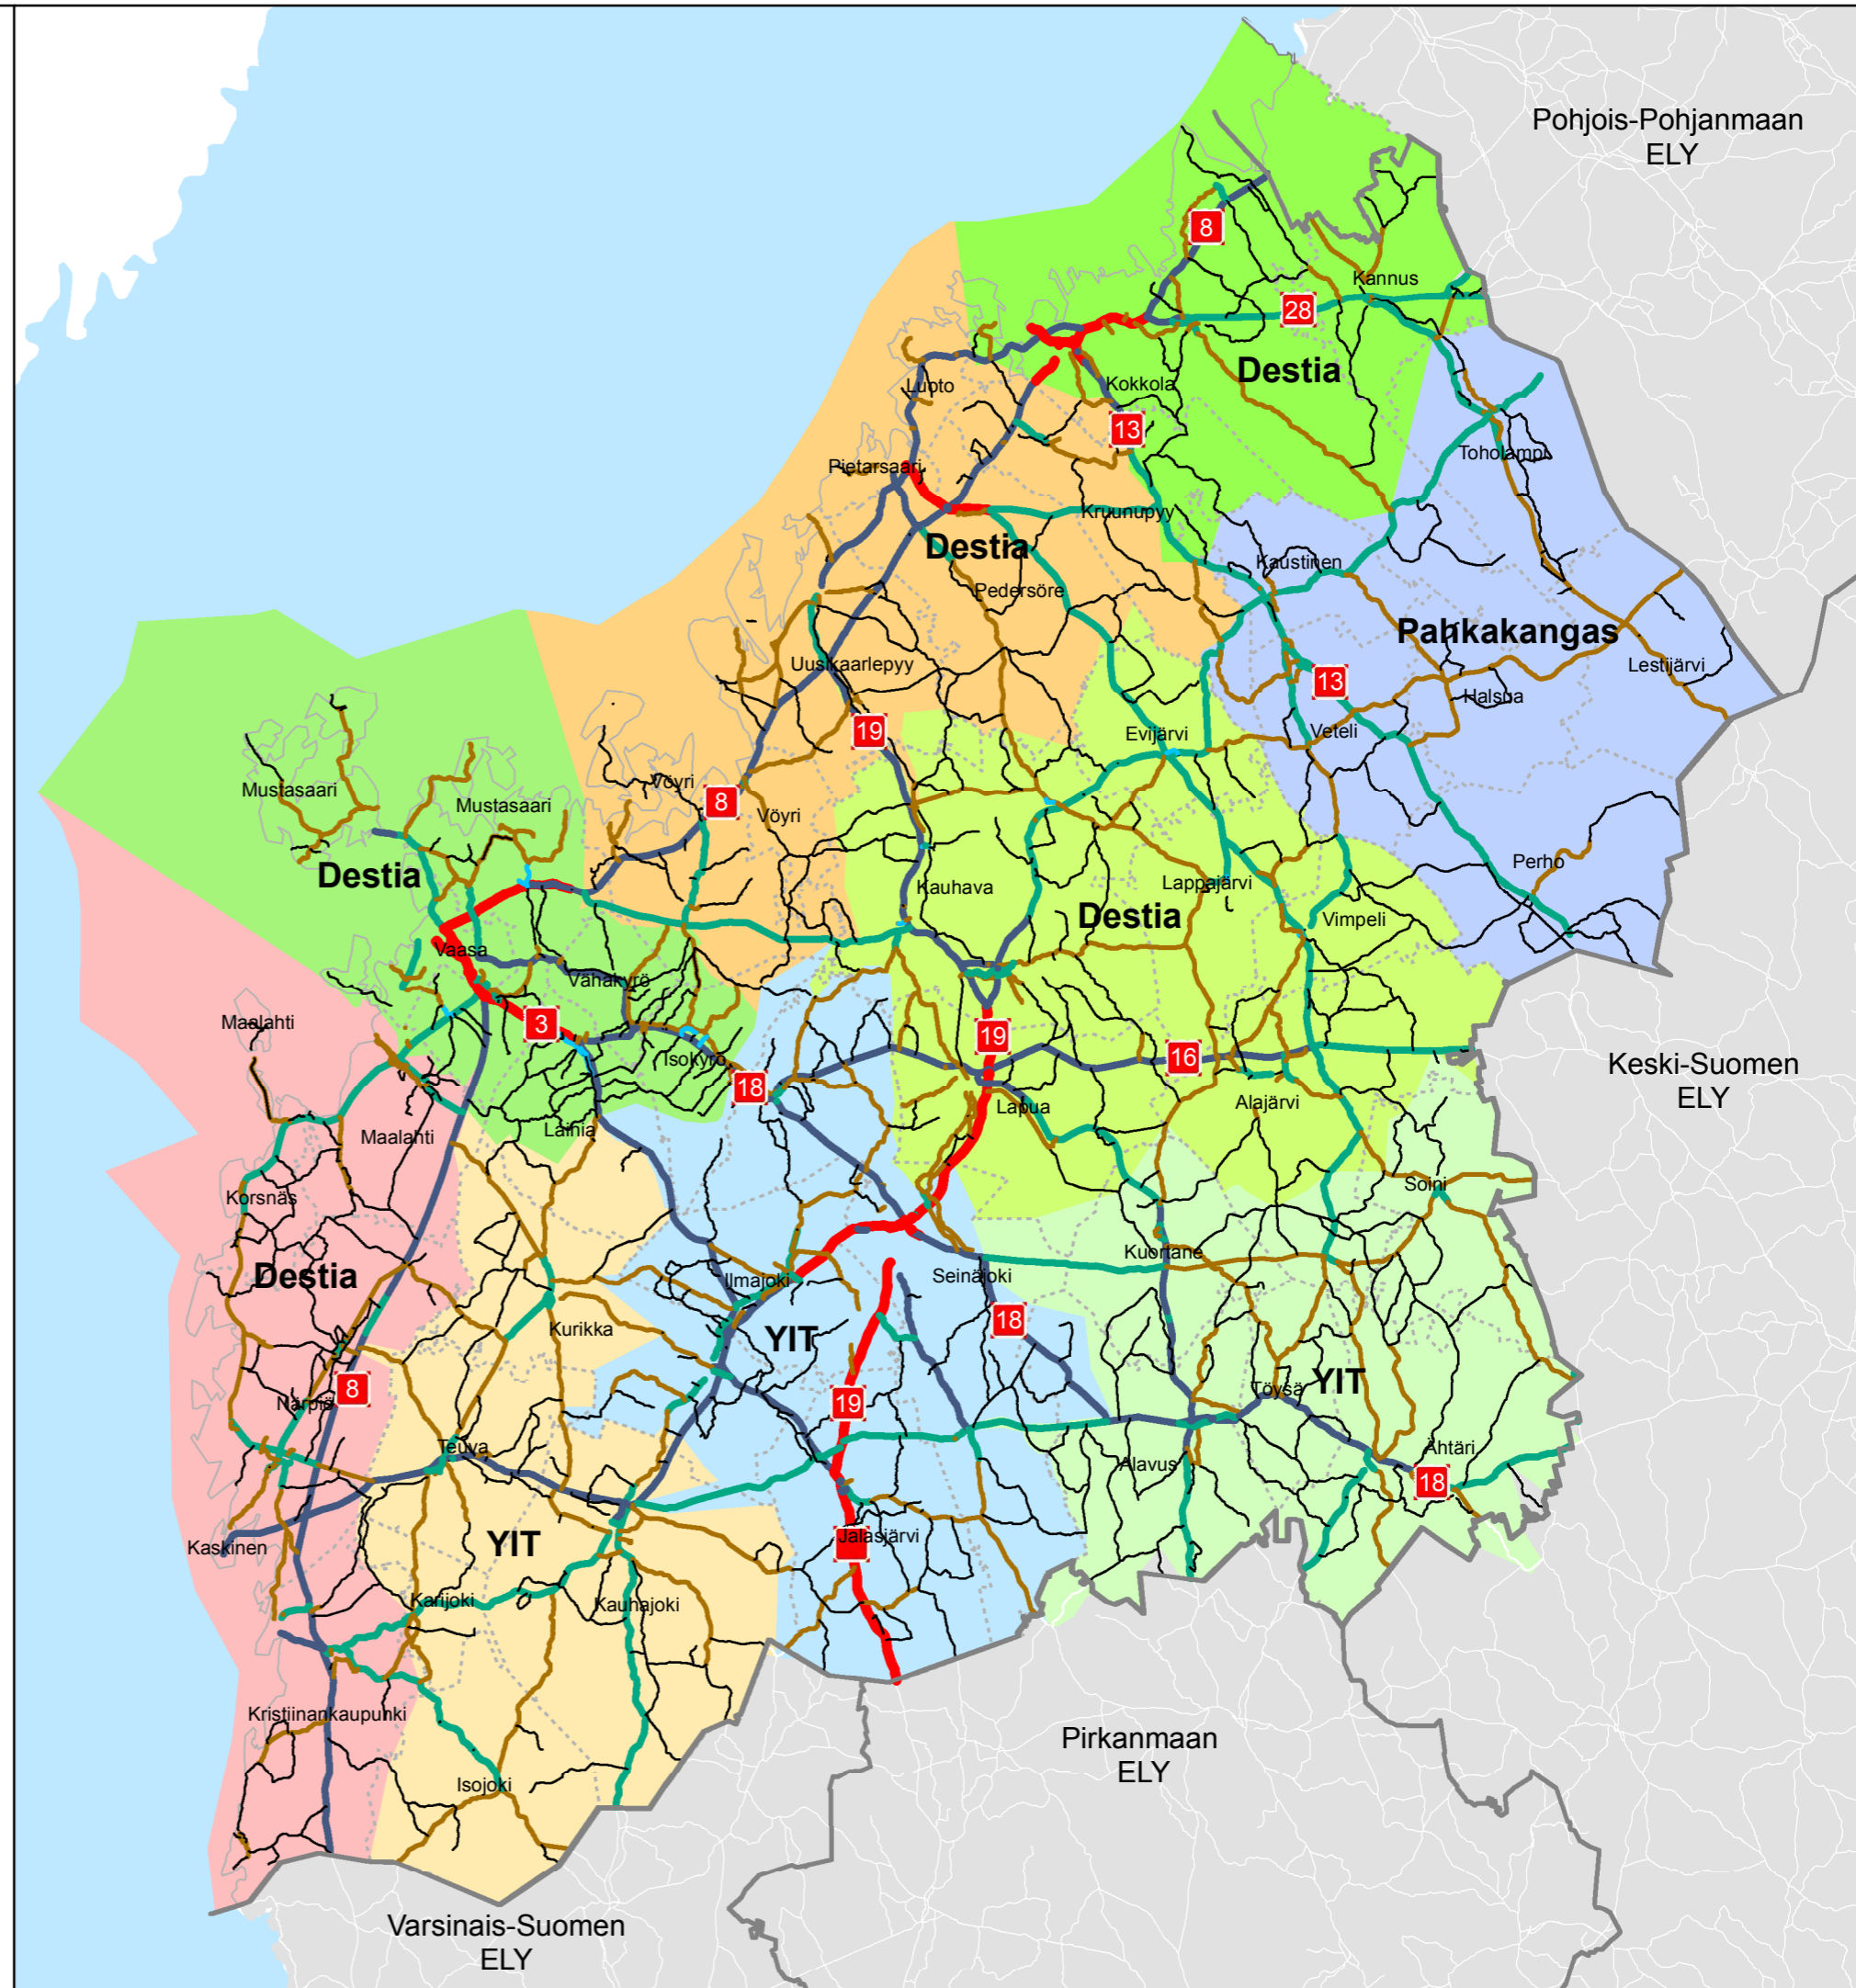 Pohjois-Pohjanmaan
ELY
8
Kannus
28
Destia
Luoto
Kokkola
13
Toholampi
Pietarsaari
Kruunupyy
Destia
Kaustinen
Pedersöre
Pahkakangas
Uusikaarlepyy
Lestijärvi
13
Halsua
19
Veteli
Evijärvi
Mustasaari
Mustasaari
Vöyri
8
Vöyri
Destia
Kauhava
Lappajärvi
Perho
Destia
Vimpeli
Vaasa
Vähäkyrö
Maalahti
3
19
Isokyrö
18
16
Keski-Suomen
ELY
Lapua
Alajärvi
Maalahti
Laihia
Korsnäs
Soini
Kuortane
Destia
Ilmajoki
Seinäjoki
Kurikka
YIT
18
8
Närpiö
19
Töysä
YIT
Teuva
Alavus
Ähtäri
18
Kaskinen
YIT
Jalasjärvi
Karijoki
Kauhajoki
Kristiinankaupunki
Pirkanmaan
ELY
Isojoki
Varsinais-Suomen
ELY